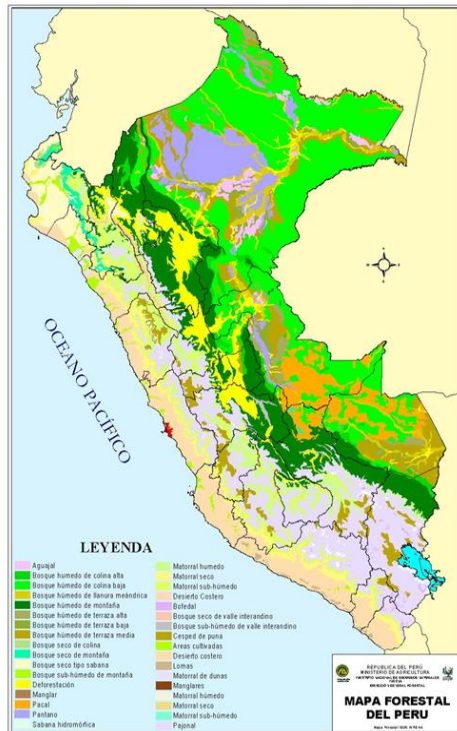 OCEANO PACÍFICO
LEYENDA
Aguajal
Bosque húmedo de colina alta
Bosque húmedo de colina baja
Bosque húmedo de llanura meándrica
Bosque húmedo de montaña
Bosque húmedo de terraza alta
Bosque húmedo de terraza baja
Bosque húmedo de terraza media
Bosque seco de colina
Bosque seco de montaña
Bosque seco tipo sabana
Bosque sub-húmedo de montaña
Deforestación
Manglar
Pacal
Pantano
Sabana hidromórfica
Matorral húmedo
Matorral seco
Matorral sub-húmedo
Desierto Costero
Bofedal
Bosque seco de valle interandino
Bosque sub-húmedo de valle interandino
Cesped de puna
Areas cultivadas
Desierto costero
Lomas
Matorral de dunas
Manglares
Matorral húmedo
Matorral seco
Matorral sub-húmedo
Pajonal
REPUBLICA DEL PERÚ
MINISTERIO DE AGRICULTURA
MAPA FORESTAL
DEL PERU